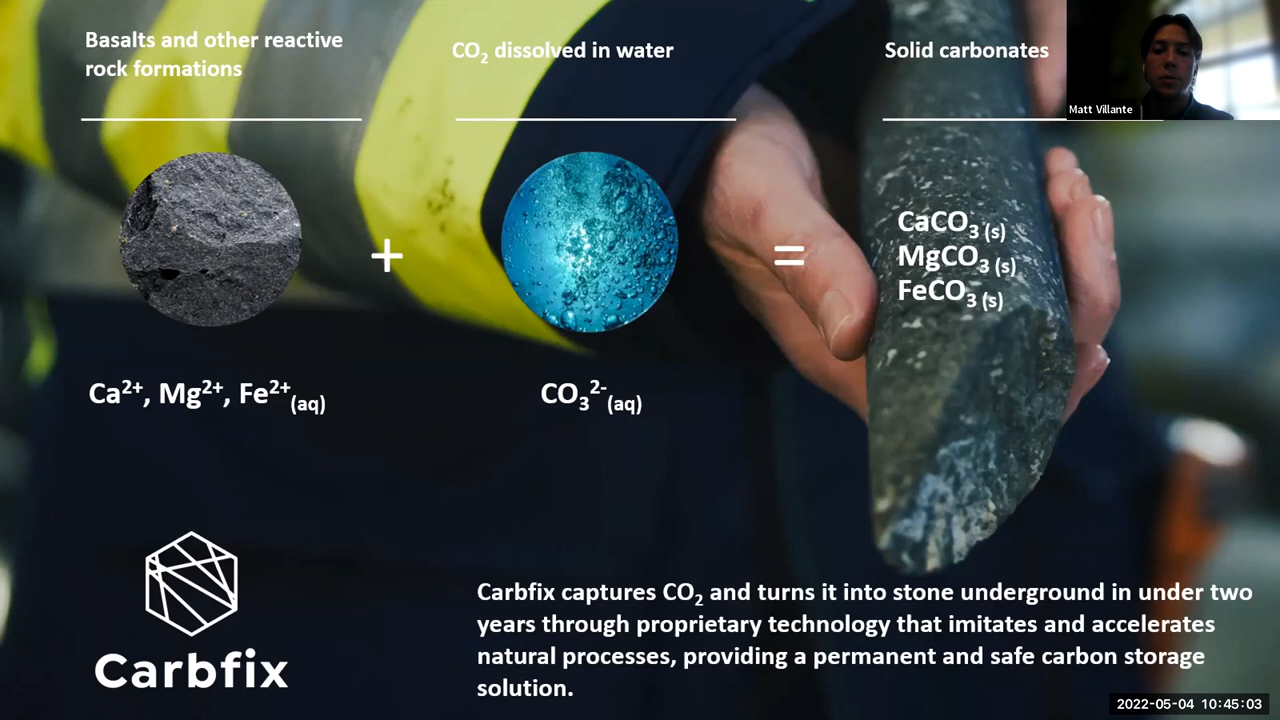 Basalts and other reactive
rock formations
CO₂ dissolved in water
Solid carbonates
Matt Villante
+
=
CaCO₃ (s)
MgCO₃ (s)
FeCO₃ (s)
Ca²⁺, Mg²⁺, Fe²⁺(aq)
CO₃²⁻(aq)
Carbfix
Carbfix captures CO₂ and turns it into stone underground in under two
years through proprietary technology that imitates and accelerates
natural processes, providing a permanent and safe carbon storage
solution.
2022-05-04 10:45:03